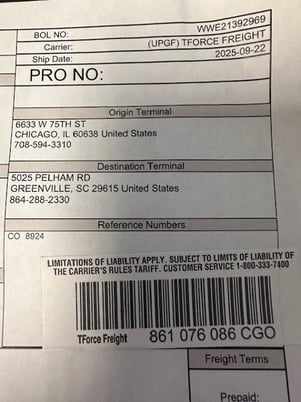 BOL NO: WWE21392969
Carrier: (UPGF) TFORCE FREIGHT
Ship Date: 2025-09-22
PRO NO:
Origin Terminal
6633 W 75TH ST
CHICAGO, IL 60638 United States
708-594-3310
Destination Terminal
5025 PELHAM RD
GREENVILLE, SC 29615 United States
864-288-2330
Reference Numbers
CO 8924
LIMITATIONS OF LIABILITY APPLY. SUBJECT TO LIMITS OF LIABILITY OF
THE CARRIER'S RULES TARIFF. CUSTOMER SERVICE 1-800-333-7400
TForce Freight 861 076 086 CGO
Freight Terms
Prepaid: